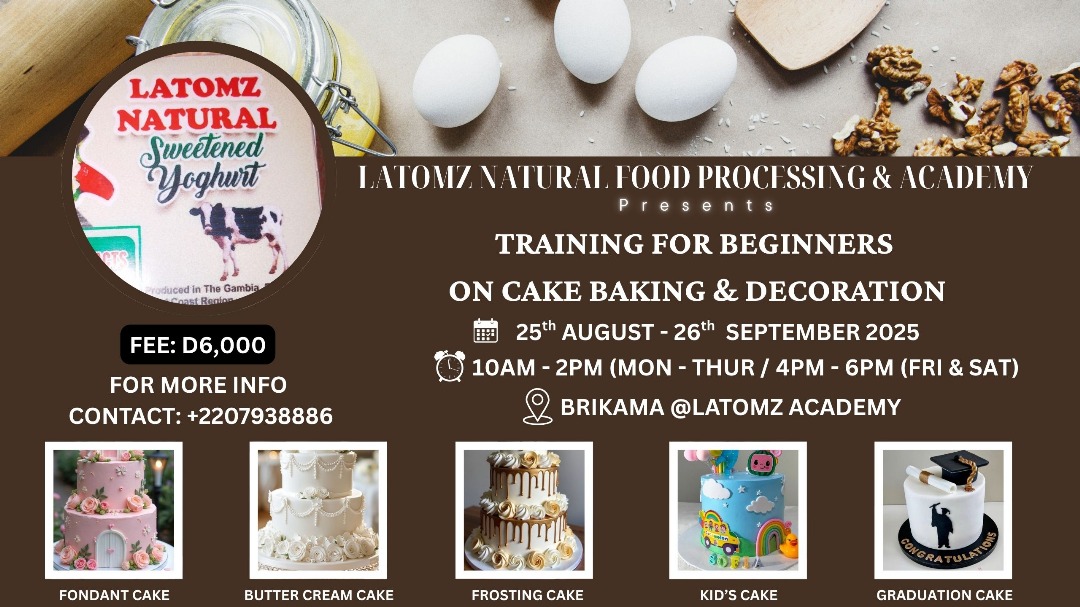 LATOMZ
NATURAL
Sweetened
Yoghurt
Produced in The Gambia
Coast Region
LATOMZ NATURAL FOOD PROCESSING & ACADEMY
Presents
TRAINING FOR BEGINNERS
ON CAKE BAKING & DECORATION
25th AUGUST - 26th SEPTEMBER 2025
10AM - 2PM (MON - THUR / 4PM - 6PM (FRI & SAT)
BRIKAMA @LATOMZ ACADEMY
FEE: D6,000
FOR MORE INFO
CONTACT: +2207938886
CONGRATULATIONS
FONDANT CAKE
BUTTER CREAM CAKE
FROSTING CAKE
KID'S CAKE
GRADUATION CAKE